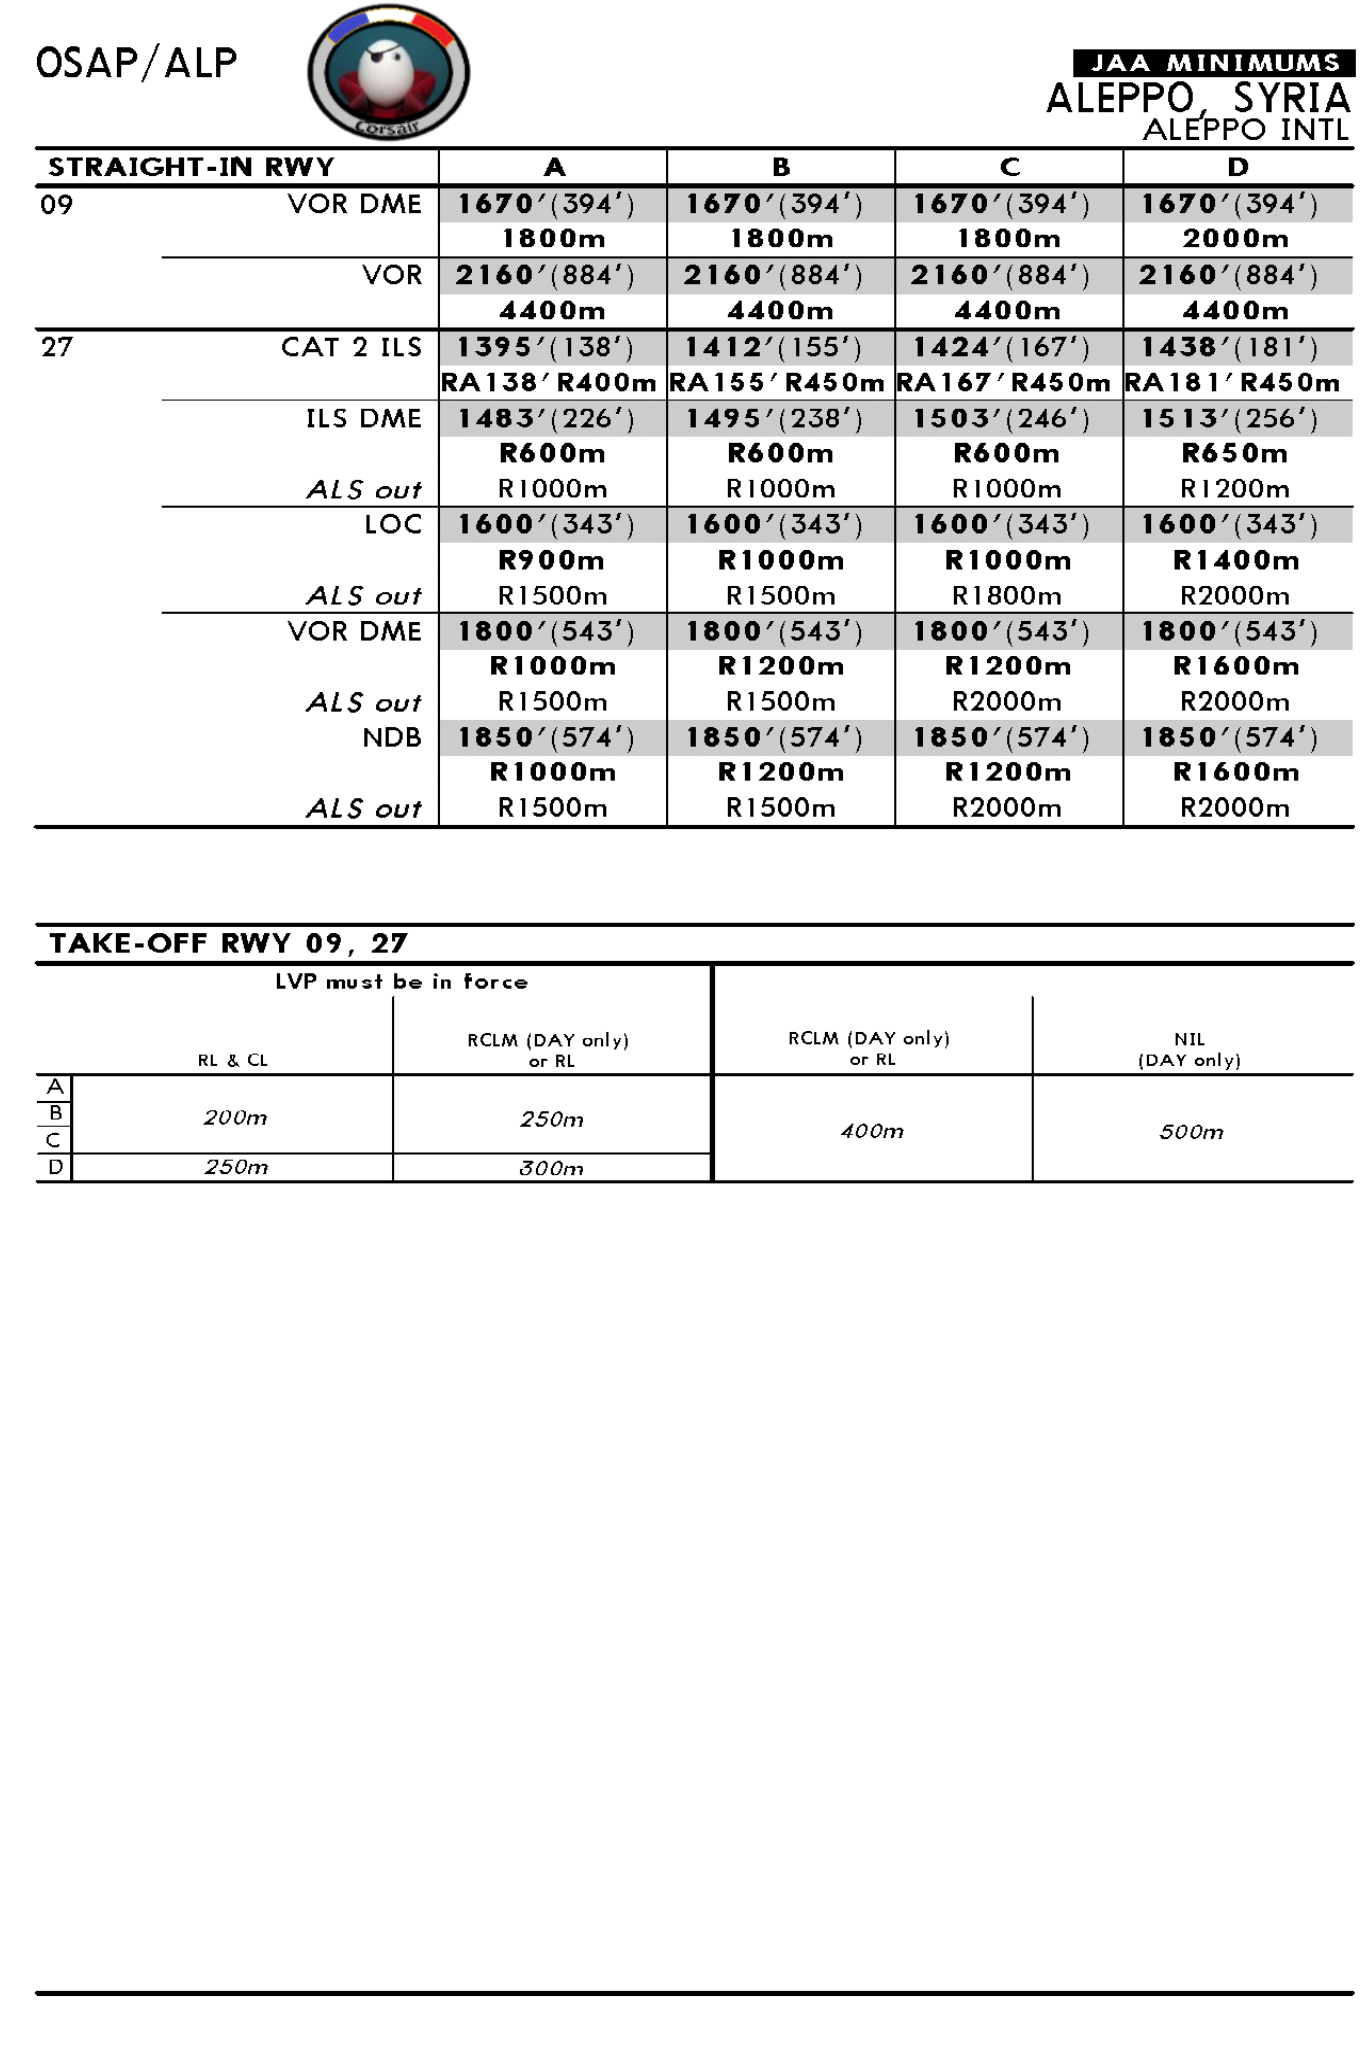 OSAP/ALP
Corsair
JAA MINIMUMS
ALEPPO, SYRIA
ALEPPO INTL
STRAIGHT-IN RWY A B C D
09 VOR DME 1670′(394′) 1670′(394′) 1670′(394′) 1670′(394′)
1800m 1800m 1800m 2000m
VOR 2160′(884′) 2160′(884′) 2160′(884′) 2160′(884′)
4400m 4400m 4400m 4400m
27 CAT 2 ILS 1395′(138′) 1412′(155′) 1424′(167′) 1438′(181′)
RA138′ R400m RA155′ R450m RA167′ R450m RA181′ R450m
ILS DME 1483′(226′) 1495′(238′) 1503′(246′) 1513′(256′)
R600m R600m R600m R650m
ALS out R1000m R1000m R1000m R1200m
LOC 1600′(343′) 1600′(343′) 1600′(343′) 1600′(343′)
R900m R1000m R1000m R1400m
ALS out R1500m R1500m R1800m R2000m
VOR DME 1800′(543′) 1800′(543′) 1800′(543′) 1800′(543′)
R1000m R1200m R1200m R1600m
ALS out R1500m R1500m R2000m R2000m
NDB 1850′(574′) 1850′(574′) 1850′(574′) 1850′(574′)
R1000m R1200m R1200m R1600m
ALS out R1500m R1500m R2000m R2000m
TAKE-OFF RWY 09, 27
LVP must be in force
RL & CL
RCLM (DAY only)
or RL
RCLM (DAY only)
or RL
NIL
(DAY only)
A
B
C
200m 250m 400m 500m
D 250m 300m